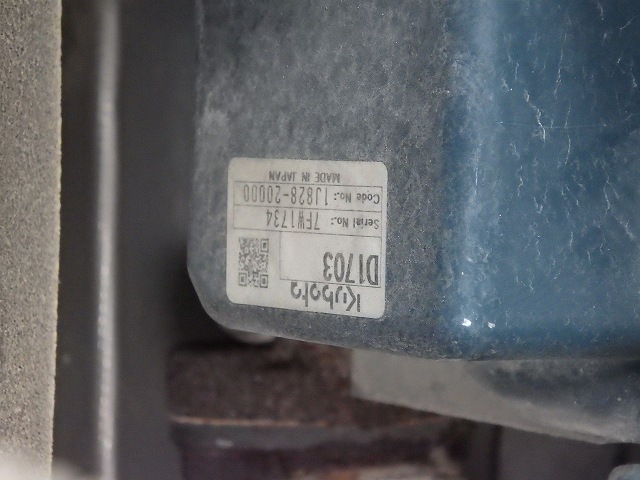 Kubota
D1703
Serial No.: 7FW1734
Code No.: 1J828-20000
MADE IN JAPAN